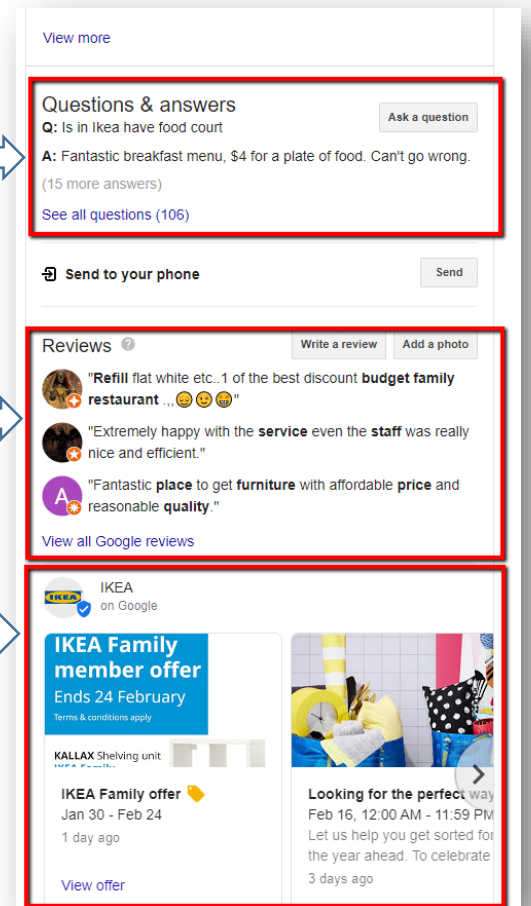 View more
Questions & answers
Ask a question
Q: Is in Ikea have food court
A: Fantastic breakfast menu, $4 for a plate of food. Can't go wrong.
(15 more answers)
See all questions (106)
Send to your phone
Send
Reviews
Write a review
Add a photo
"Refill flat white etc..1 of the best discount budget family
restaurant .,,😔😉😁"
"Extremely happy with the service even the staff was really
nice and efficient."
A
"Fantastic place to get furniture with affordable price and
reasonable quality."
View all Google reviews
IKEA
IKEA
on Google
IKEA Family
member offer
Ends 24 February
Terms & conditions apply
KALLAX Shelving unit
IKEA Family
IKEA Family offer
Jan 30 - Feb 24
1 day ago
View offer
Looking for the perfect way
Feb 16, 12:00 AM - 11:59 PM
Let us help you get sorted for
the year ahead. To celebrate
3 days ago